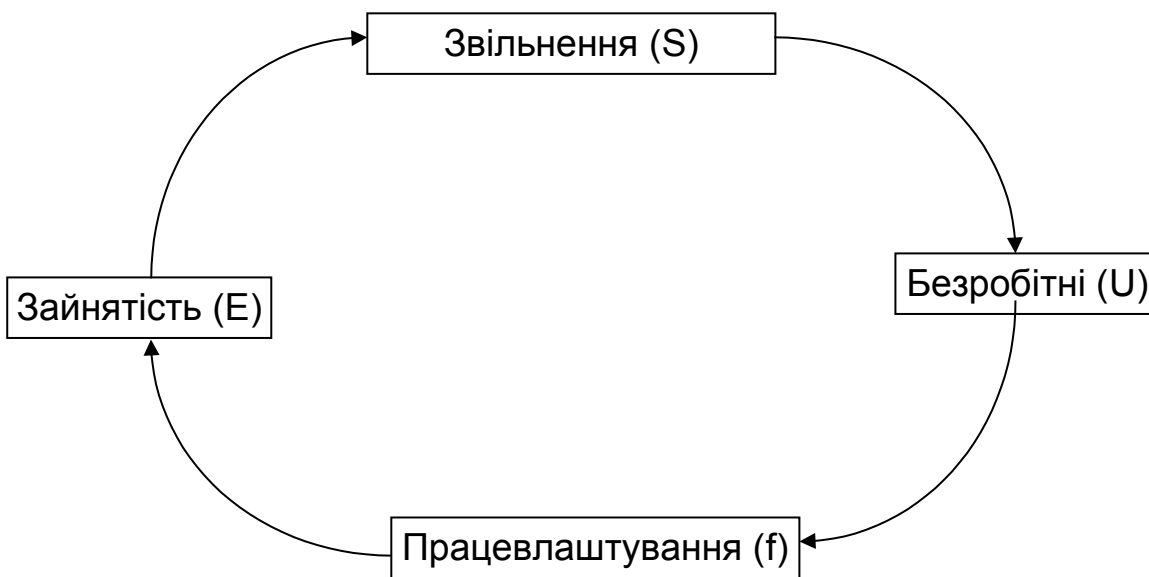 Звільнення (S)
Безробітні (U)
Зайнятість (E)
Працевлаштування (f)